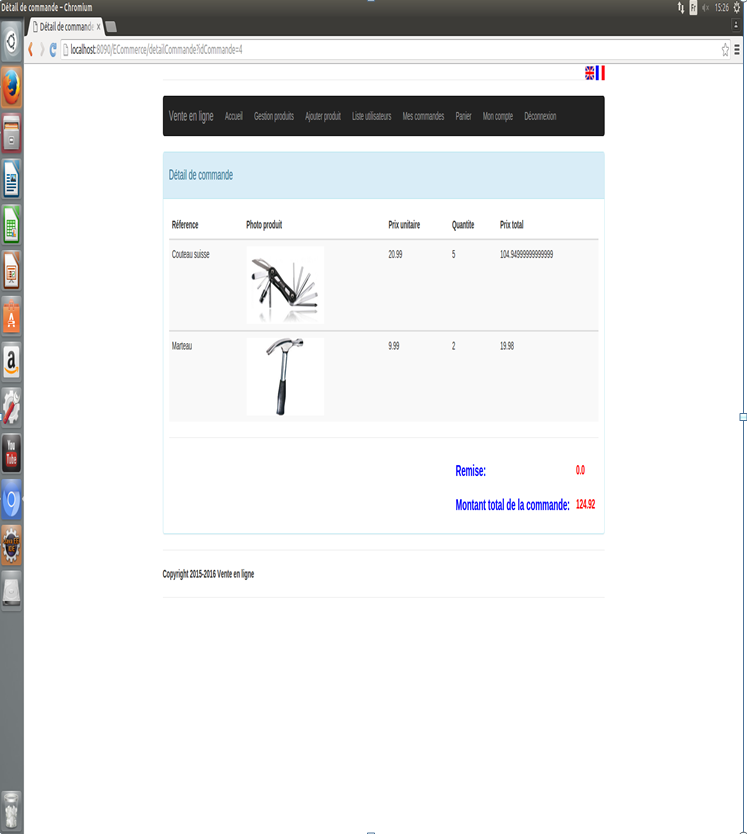 Détail de commande – Chromium
Fr
15:26
Détail de commande ×
localhost:8090/ECommerce/detailCommande?idCommande=4
Vente en ligne Accueil Gestion produits Ajouter produit Liste utilisateurs Mes commandes Panier Mon compte Déconnexion
Détail de commande
Réference Photo produit Prix unitaire Quantite Prix total
Couteau suisse 20.99 5 104.94999999999999
Marteau 9.99 2 19.98
Remise: 0.0
Montant total de la commande: 124.92
Copyright 2015-2016 Vente en ligne
You
Tube